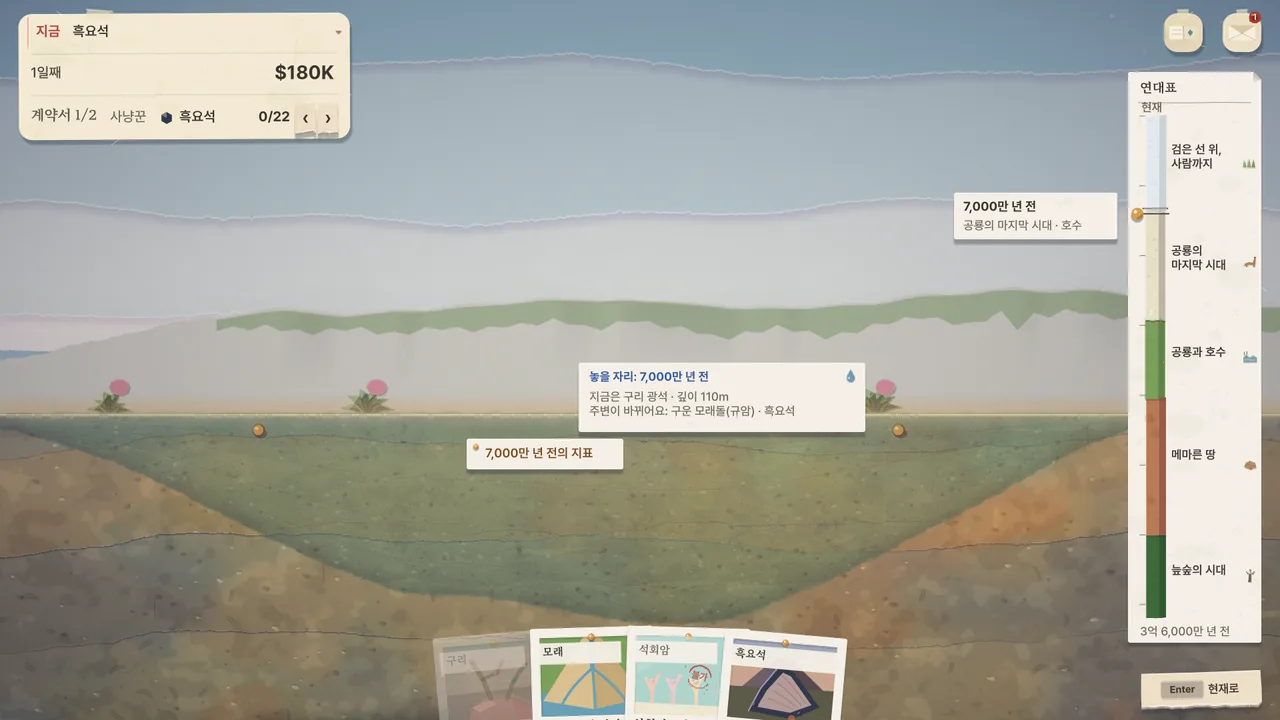 지금 흑요석
1일째 $180K
계약서 1/2 사냥꾼 흑요석 0/22 ‹ ›
1
연대표
현재
검은 선 위,
사람까지
7,000만 년 전
공룡의 마지막 시대 · 호수
공룡의
마지막 시대
공룡과 호수
놓을 자리: 7,000만 년 전
지금은 구리 광석 · 깊이 110m
주변이 바뀌어요: 구운 모래돌(규암) · 흑요석
7,000만 년 전의 지표
메마른 땅
늪숲의 시대
3억 6,000만 년 전
구리
모래
석회암
불가
흑요석
Enter 현재로